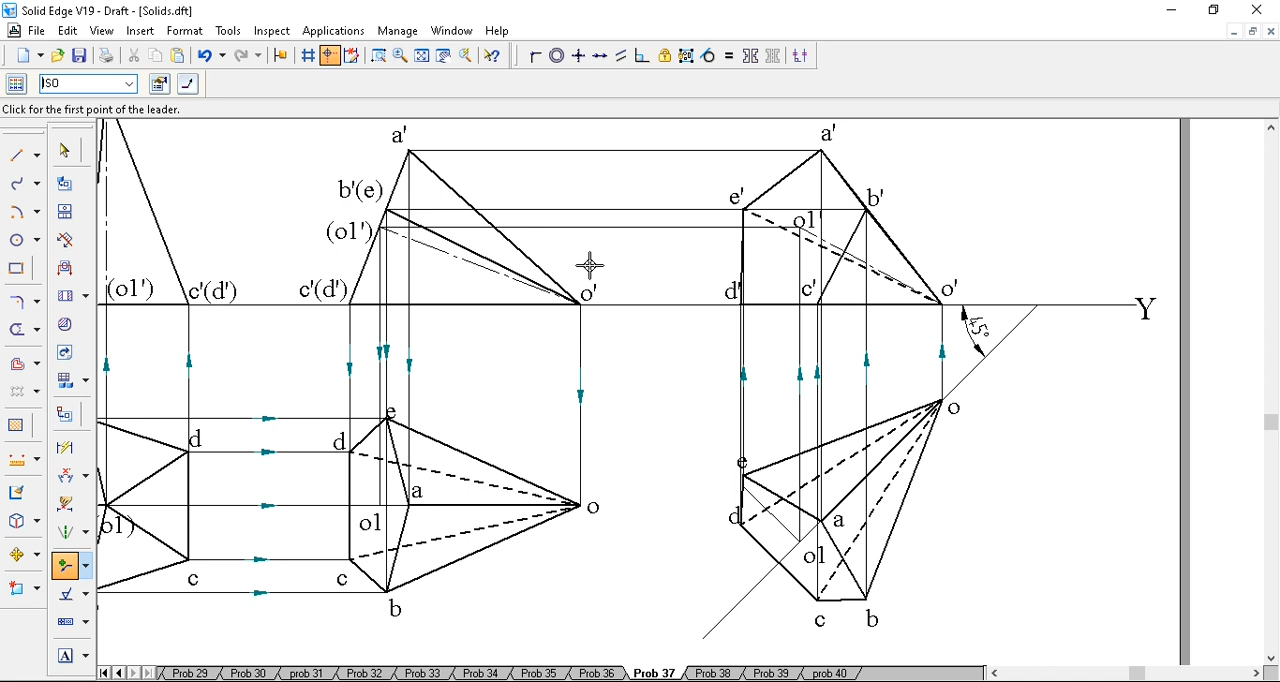 Solid Edge V19 - Draft - [Solids.dft]
File Edit View Insert Format Tools Inspect Applications Manage Window Help
ISO
Click for the first point of the leader.
a' a'
b'(e) e' b'
(o1') o1'
(o1') c'(d') c'(d') o' d' c' o' Y
45°
e o
d d e
a
o1) o1 o d a
o1
c c
b c b
Prob 29 Prob 30 prob 31 Prob 32 Prob 33 Prob 34 Prob 35 Prob 36 Prob 37 Prob 38 Prob 39 prob 40
A